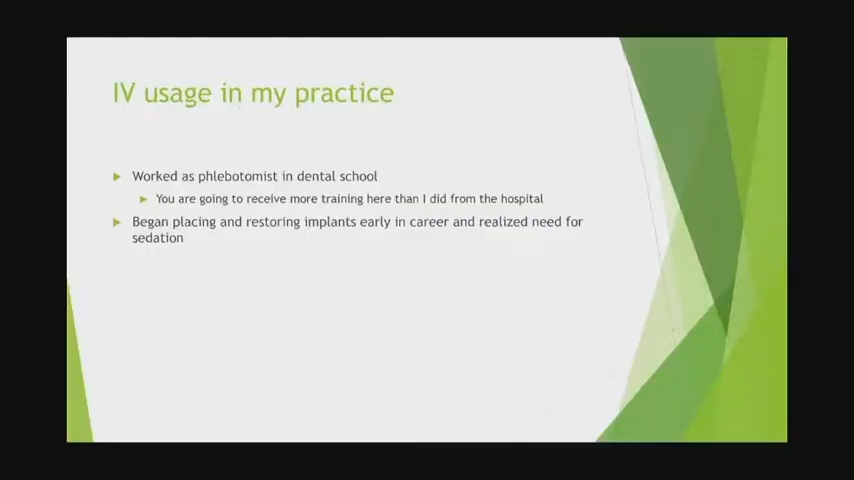 IV usage in my practice
Worked as phlebotomist in dental school
You are going to receive more training here than I did from the hospital
Began placing and restoring implants early in career and realized need for
sedation